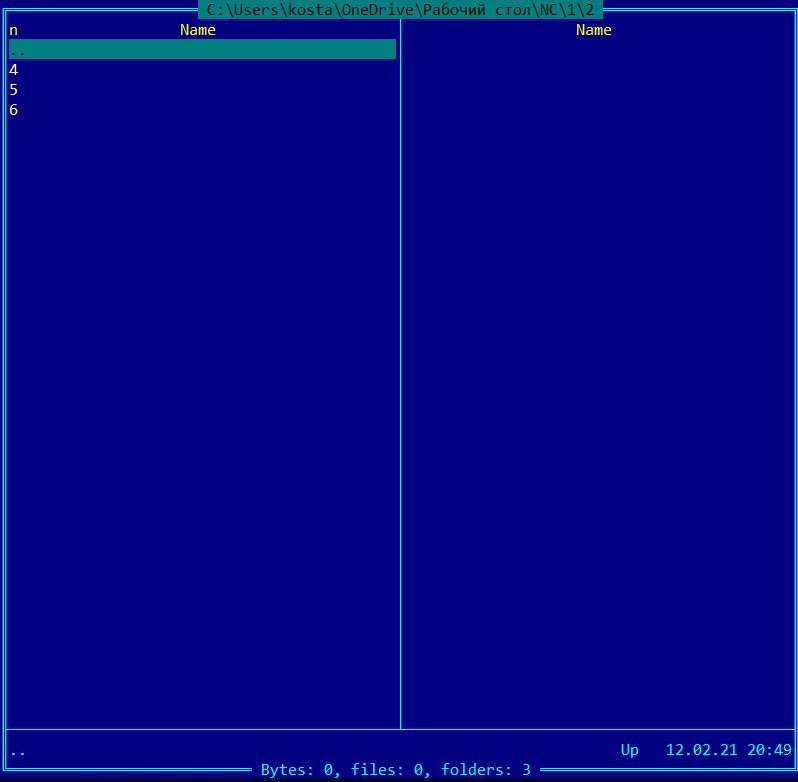 C:\Users\kosta\OneDrive\Рабочий стол\NC\1\2
n Name Name
..
4
5
6
.. Up 12.02.21 20:49
Bytes: 0, files: 0, folders: 3